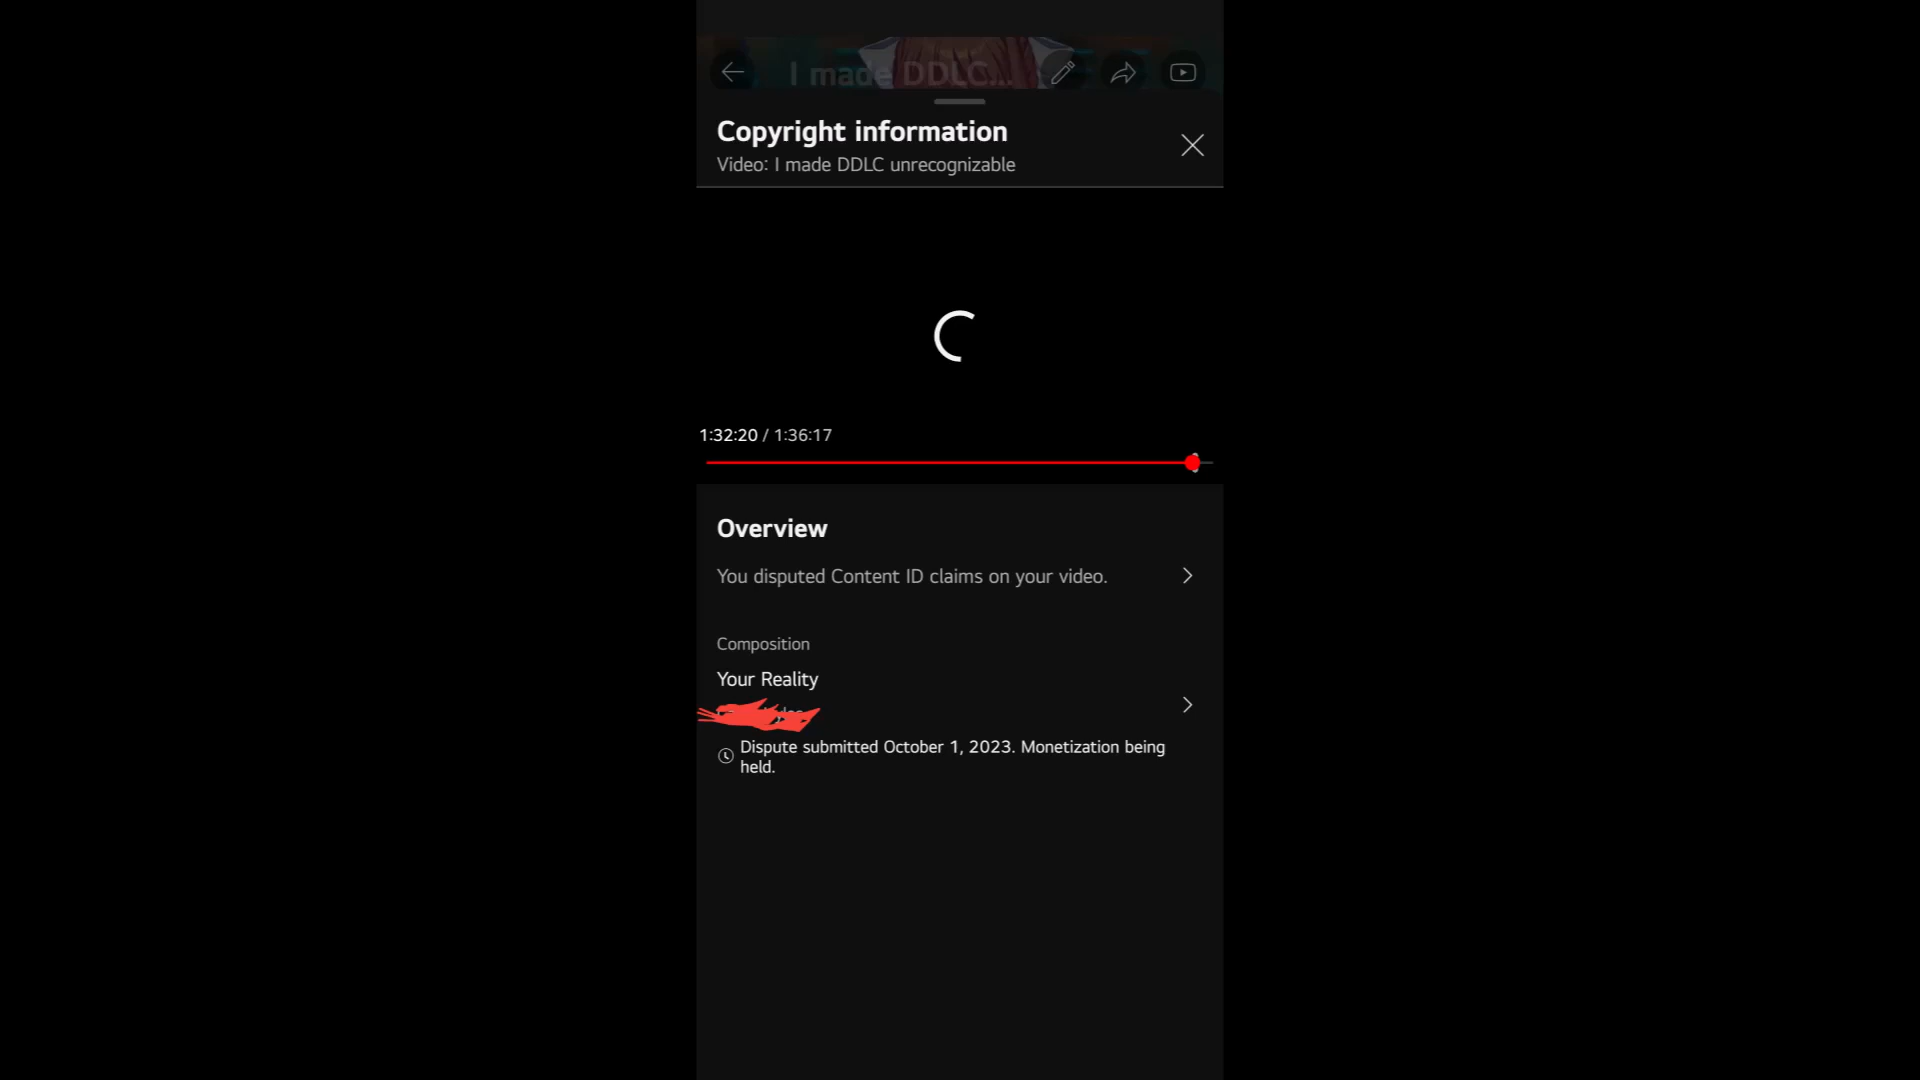 I made DDLC...
Copyright information
Video: I made DDLC unrecognizable
1:32:20 / 1:36:17
Overview
You disputed Content ID claims on your video.
Composition
Your Reality
Dispute submitted October 1, 2023. Monetization being
held.